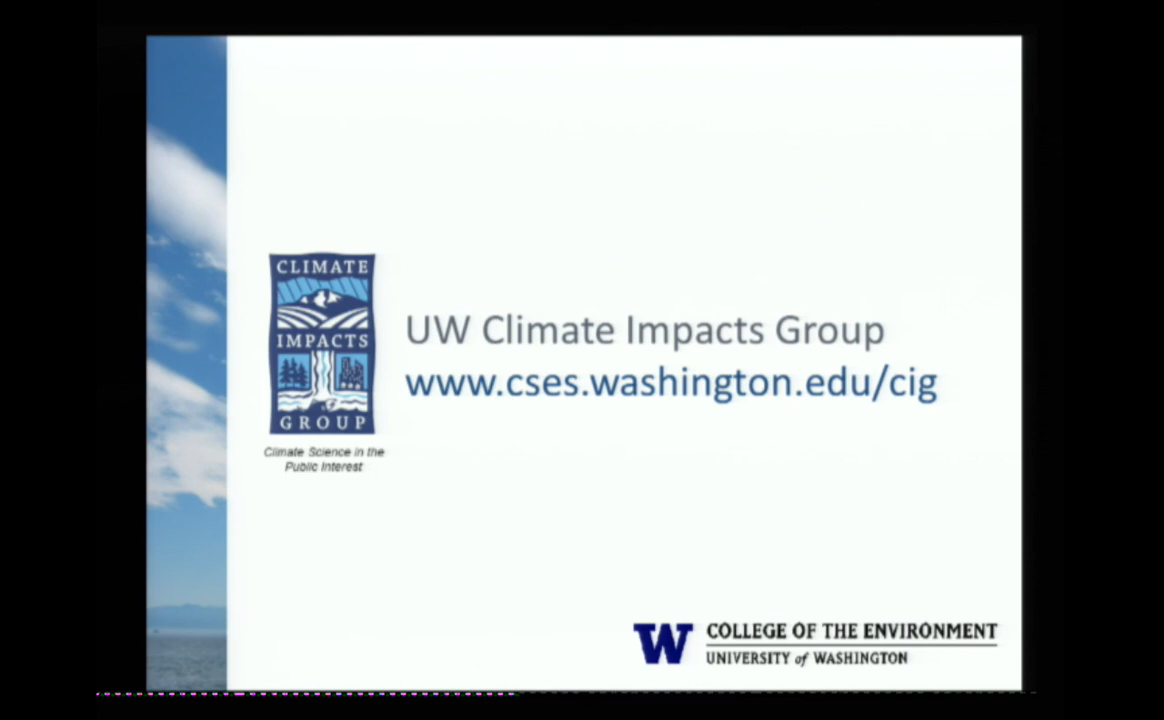 CLIMATE
IMPACTS
GROUP
Climate Science in the
Public Interest
UW Climate Impacts Group
www.cses.washington.edu/cig
W
COLLEGE OF THE ENVIRONMENT
UNIVERSITY of WASHINGTON